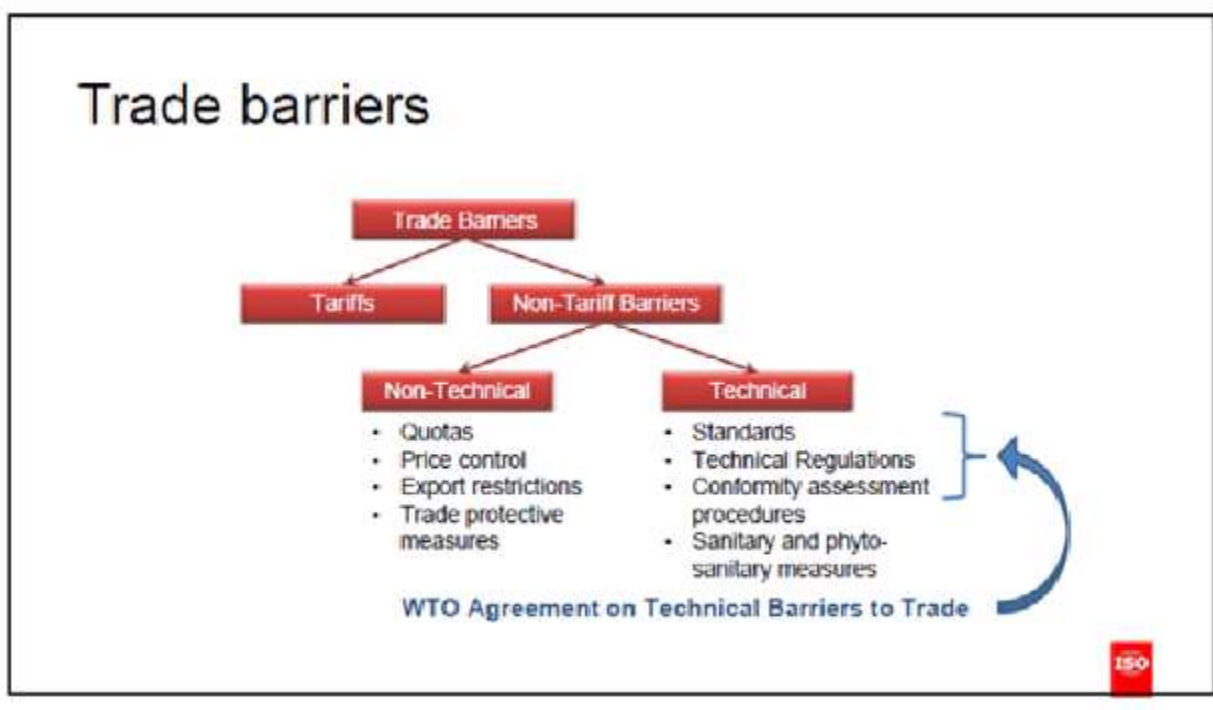 Trade barriers
Trade Barriers
Tariffs
Non-Tariff Barriers
Non-Technical
Technical
• Quotas
• Price control
• Export restrictions
• Trade protective
measures
• Standards
• Technical Regulations
• Conformity assessment
procedures
• Sanitary and phyto-
sanitary measures
WTO Agreement on Technical Barriers to Trade
ISO